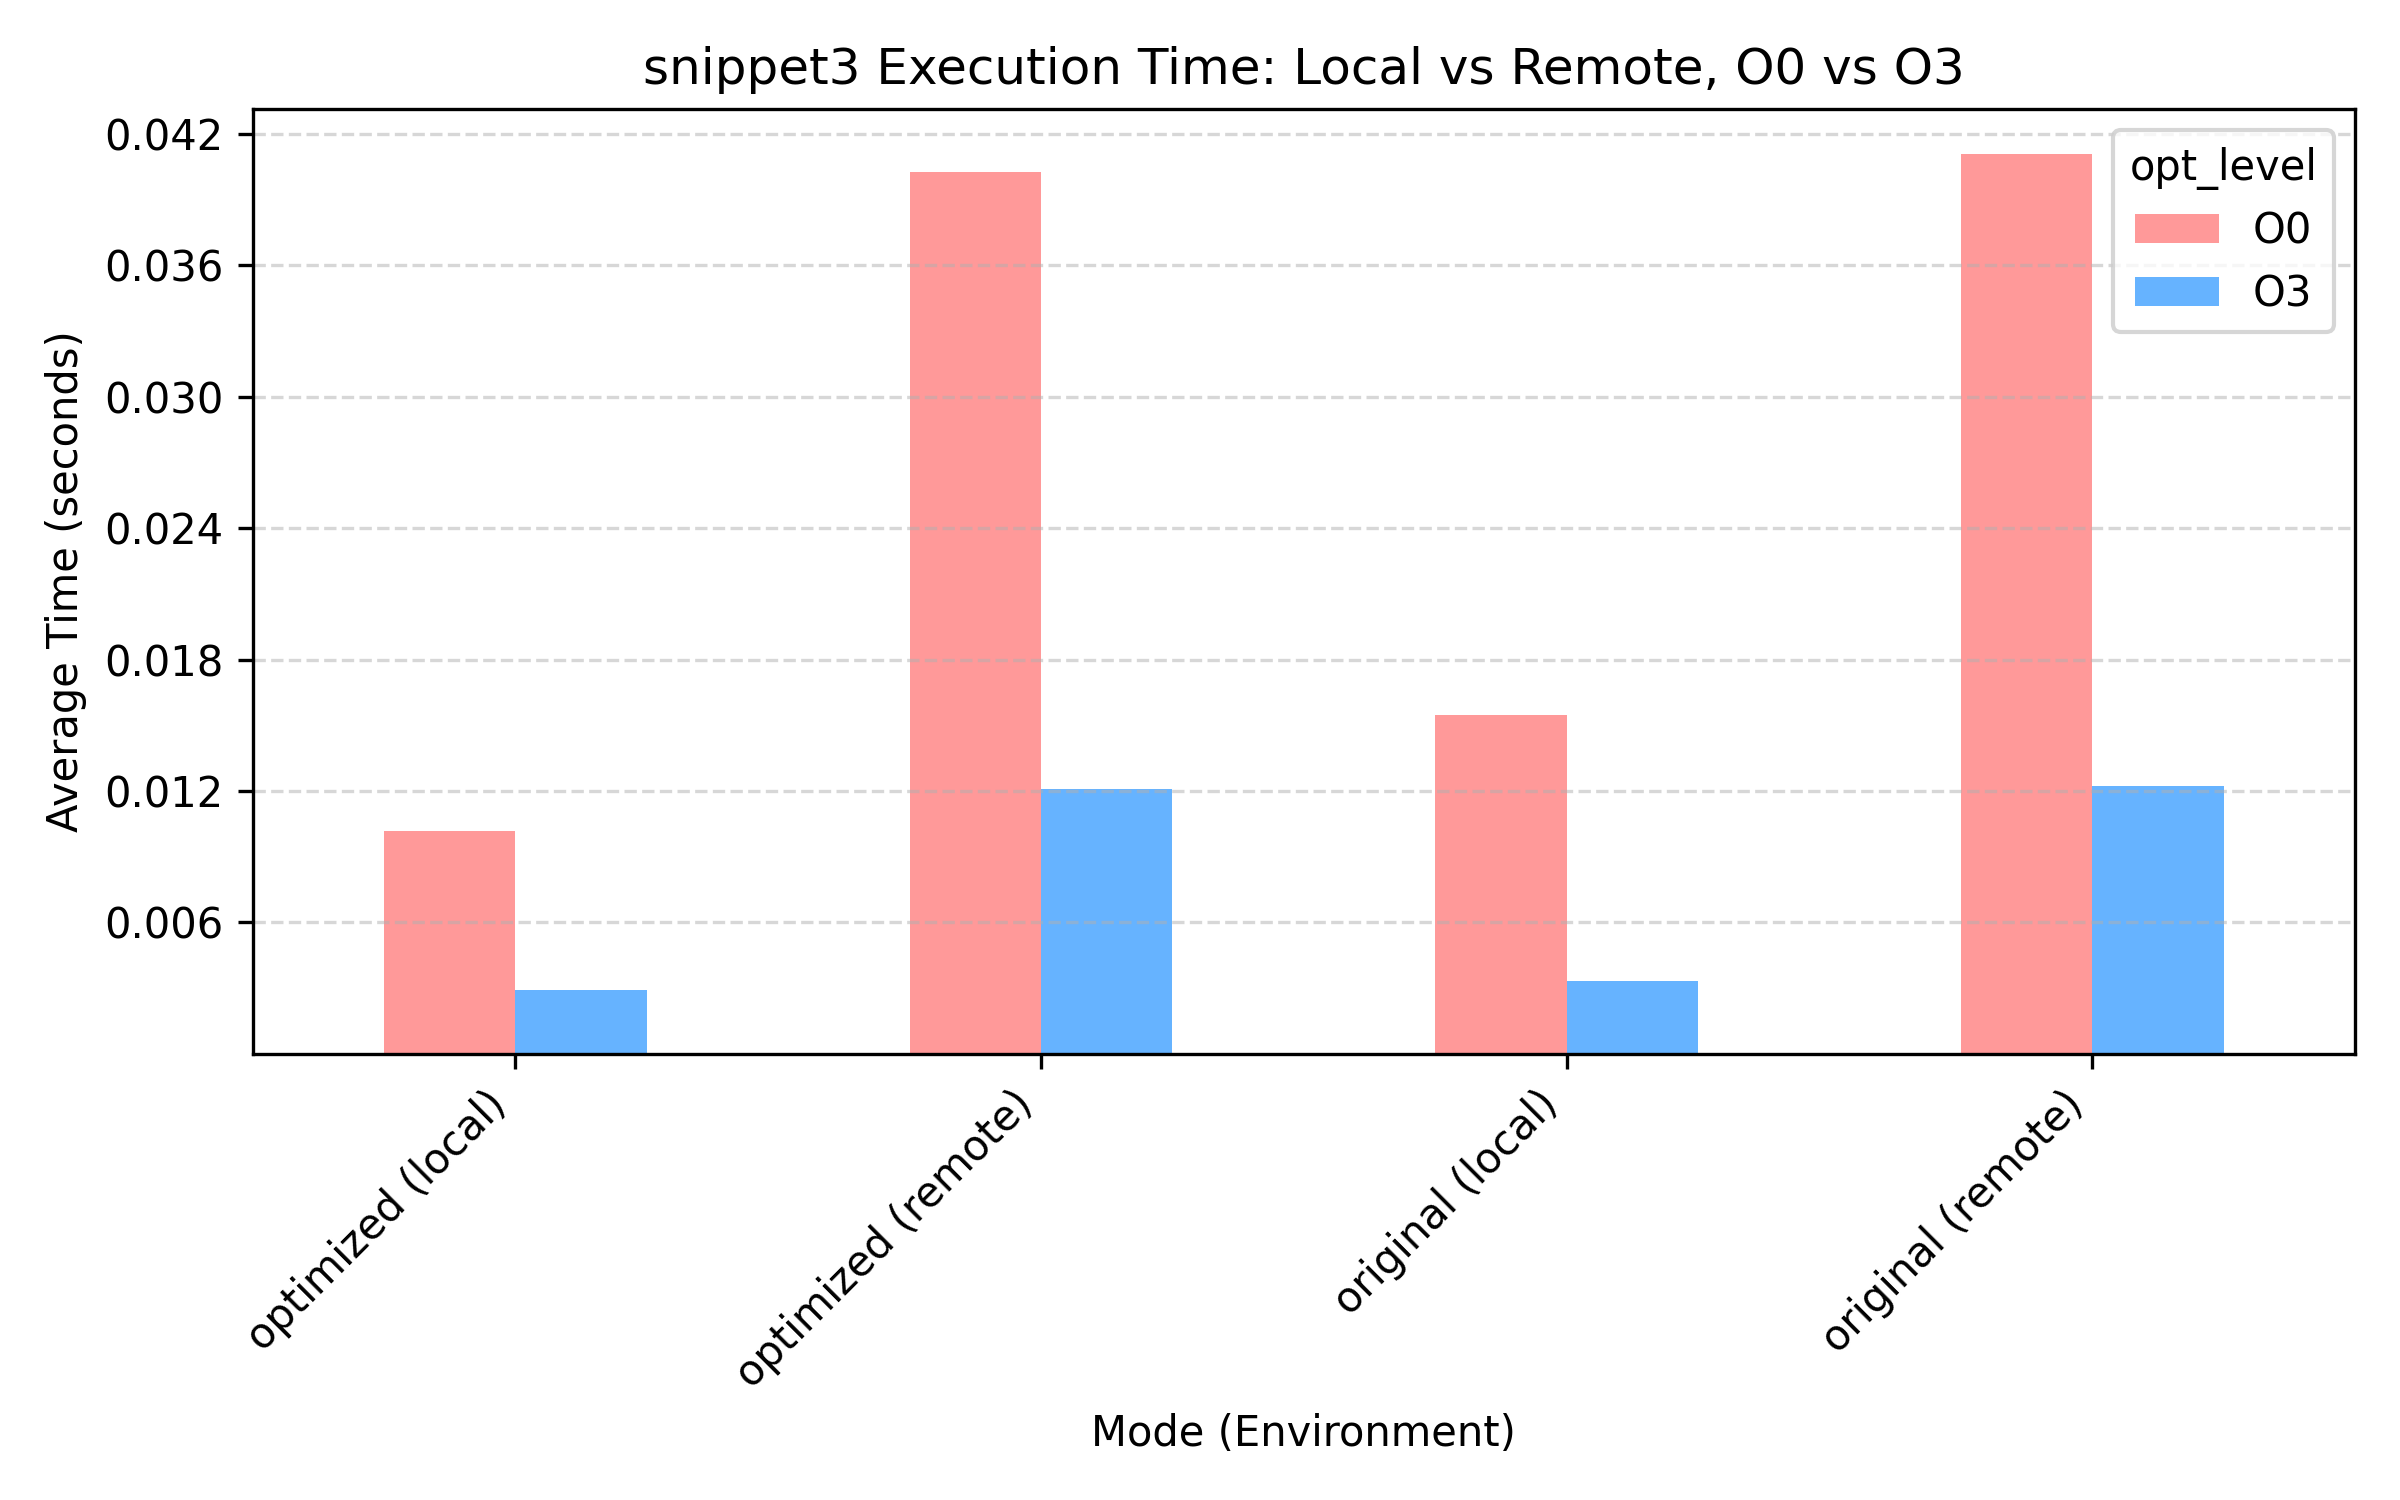 snippet3 Execution Time: Local vs Remote, O0 vs O3
opt_level
O0
O3
Average Time (seconds)
0.042
0.036
0.030
0.024
0.018
0.012
0.006
optimized (local)
optimized (remote)
original (local)
original (remote)
Mode (Environment)